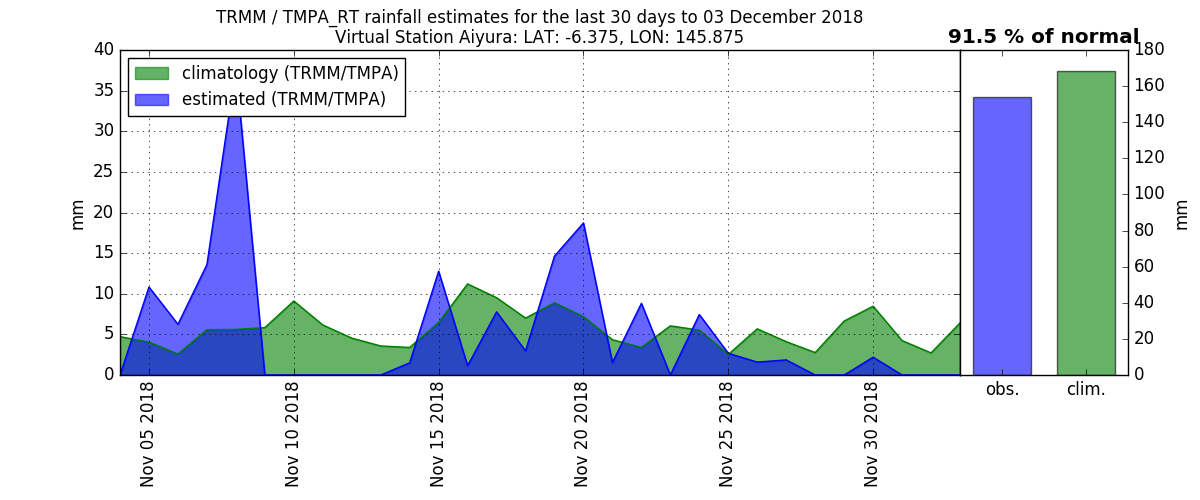 TRMM / TMPA_RT rainfall estimates for the last 30 days to 03 December 2018
Virtual Station Aiyura: LAT: -6.375, LON: 145.875
91.5 % of normal
climatology (TRMM/TMPA)
estimated (TRMM/TMPA)
40
35
30
25
20
15
10
5
0
mm
Nov 05 2018
Nov 10 2018
Nov 15 2018
Nov 20 2018
Nov 25 2018
Nov 30 2018
180
160
140
120
100
80
60
40
20
0
mm
obs.
clim.